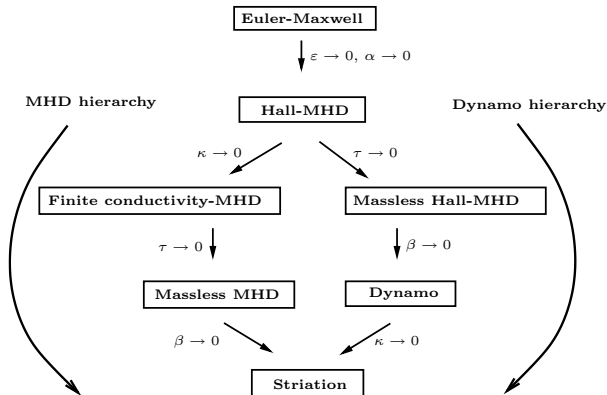 Euler-Maxwell
ε → 0, α → 0
MHD hierarchy
Hall-MHD
Dynamo hierarchy
κ → 0
τ → 0
Finite conductivity-MHD
Massless Hall-MHD
τ → 0
β → 0
Massless MHD
Dynamo
β → 0
κ → 0
Striation